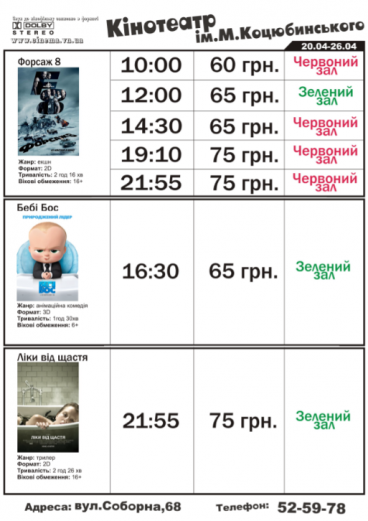 DOLBY
STEREO
www.cinema.vn.ua
Кінотеатр
ім.М.Коцюбинського
20.04-26.04
Форсаж 8
Жанр: екшн
Формат: 2D
Тривалість: 2 год 16 хв
Вікові обмеження: 16+
10:00 60 грн. Червоний зал
12:00 65 грн. Зелений зал
14:30 65 грн. Червоний зал
19:10 75 грн. Червоний зал
21:55 75 грн. Червоний зал
Бебі Бос
Жанр: анімаційна комедія
Формат: 3D
Тривалість: 1год 30хв
Вікові обмеження: 6+
16:30 65 грн. Зелений зал
Ліки від щастя
ЛІКИ ВІД ЩАСТЯ
Жанр: трилер
Формат: 2D
Тривалість: 2 год 26 хв
Вікові обмеження: 16+
21:55 75 грн. Зелений зал
Адреса: вул.Соборна,68 Телефон: 52-59-78